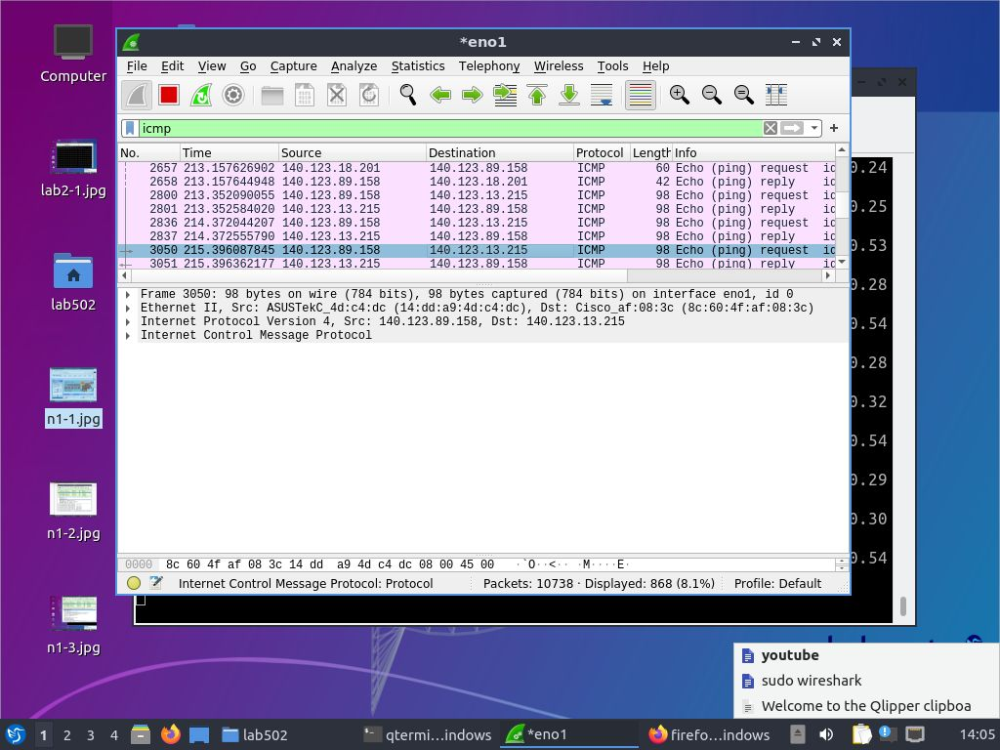 Computer
lab2-1.jpg
lab502
n1-1.jpg
n1-2.jpg
n1-3.jpg
*eno1
File Edit View Go Capture Analyze Statistics Telephony Wireless Tools Help
icmp
No. Time Source Destination Protocol Length Info
2657 213.157626902 140.123.18.201 140.123.89.158 ICMP 60 Echo (ping) request id
2658 213.157644948 140.123.89.158 140.123.18.201 ICMP 42 Echo (ping) reply id
2800 213.352090055 140.123.89.158 140.123.13.215 ICMP 98 Echo (ping) request id
2801 213.352584020 140.123.13.215 140.123.89.158 ICMP 98 Echo (ping) reply id
2836 214.372044207 140.123.89.158 140.123.13.215 ICMP 98 Echo (ping) request id
2837 214.372555790 140.123.13.215 140.123.89.158 ICMP 98 Echo (ping) reply id
3050 215.396087845 140.123.89.158 140.123.13.215 ICMP 98 Echo (ping) request id
3051 215.396362177 140.123.13.215 140.123.89.158 ICMP 98 Echo (ping) reply id
Frame 3050: 98 bytes on wire (784 bits), 98 bytes captured (784 bits) on interface eno1, id 0
Ethernet II, Src: ASUSTekC_4d:c4:dc (14:dd:a9:4d:c4:dc), Dst: Cisco_af:08:3c (8c:60:4f:af:08:3c)
Internet Protocol Version 4, Src: 140.123.89.158, Dst: 140.123.13.215
Internet Control Message Protocol
0000 8c 60 4f af 08 3c 14 dd a9 4d c4 dc 08 00 45 00 ·`O··<·· ·M····E·
Internet Control Message Protocol: Protocol
Packets: 10738 · Displayed: 868 (8.1%)
Profile: Default
0.24
0.25
0.53
0.28
0.54
0.28
0.32
0.54
0.29
0.30
0.54
youtube
sudo wireshark
Welcome to the Qlipper clipboa
1 2 3 4
lab502
qtermi...indows
*eno1
firefo...indows
14:05